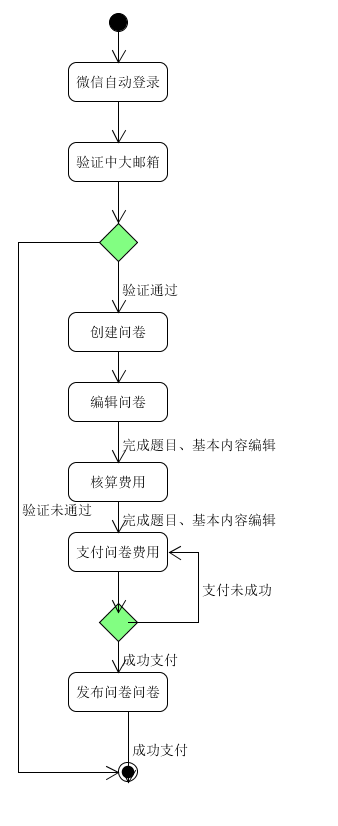 微信自动登录
验证中大邮箱
验证通过
创建问卷
编辑问卷
完成题目、基本内容编辑
核算费用
验证未通过
完成题目、基本内容编辑
支付问卷费用
支付未成功
成功支付
发布问卷问卷
成功支付